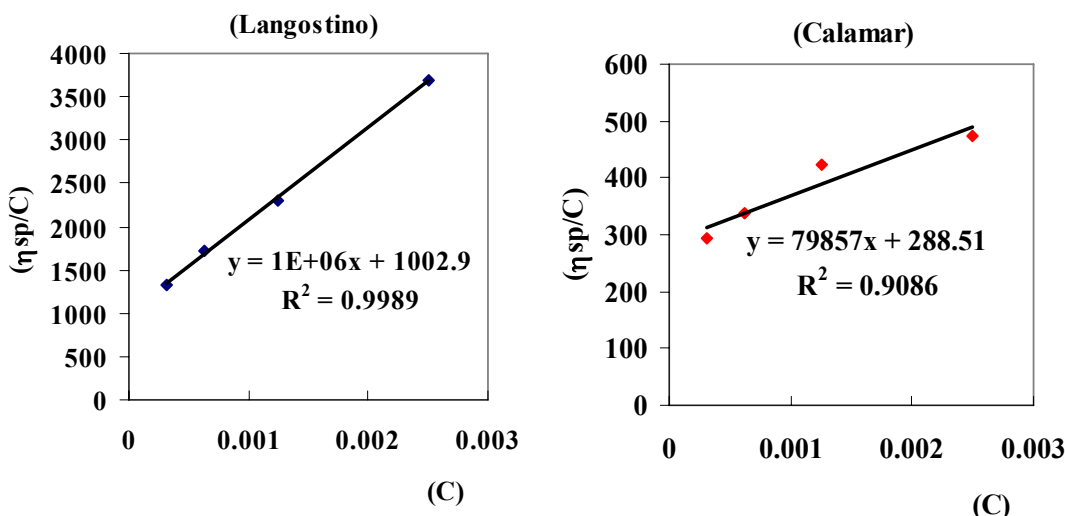 (Langostino)
4000
3500
3000
2500
2000
1500
1000
500
0
(ηsp/C)
y = 1E+06x + 1002.9
R² = 0.9989
0 0.001 0.002 0.003
(C)
(Calamar)
600
500
400
300
200
100
0
(ηsp/C)
y = 79857x + 288.51
R² = 0.9086
0 0.001 0.002 0.003
(C)